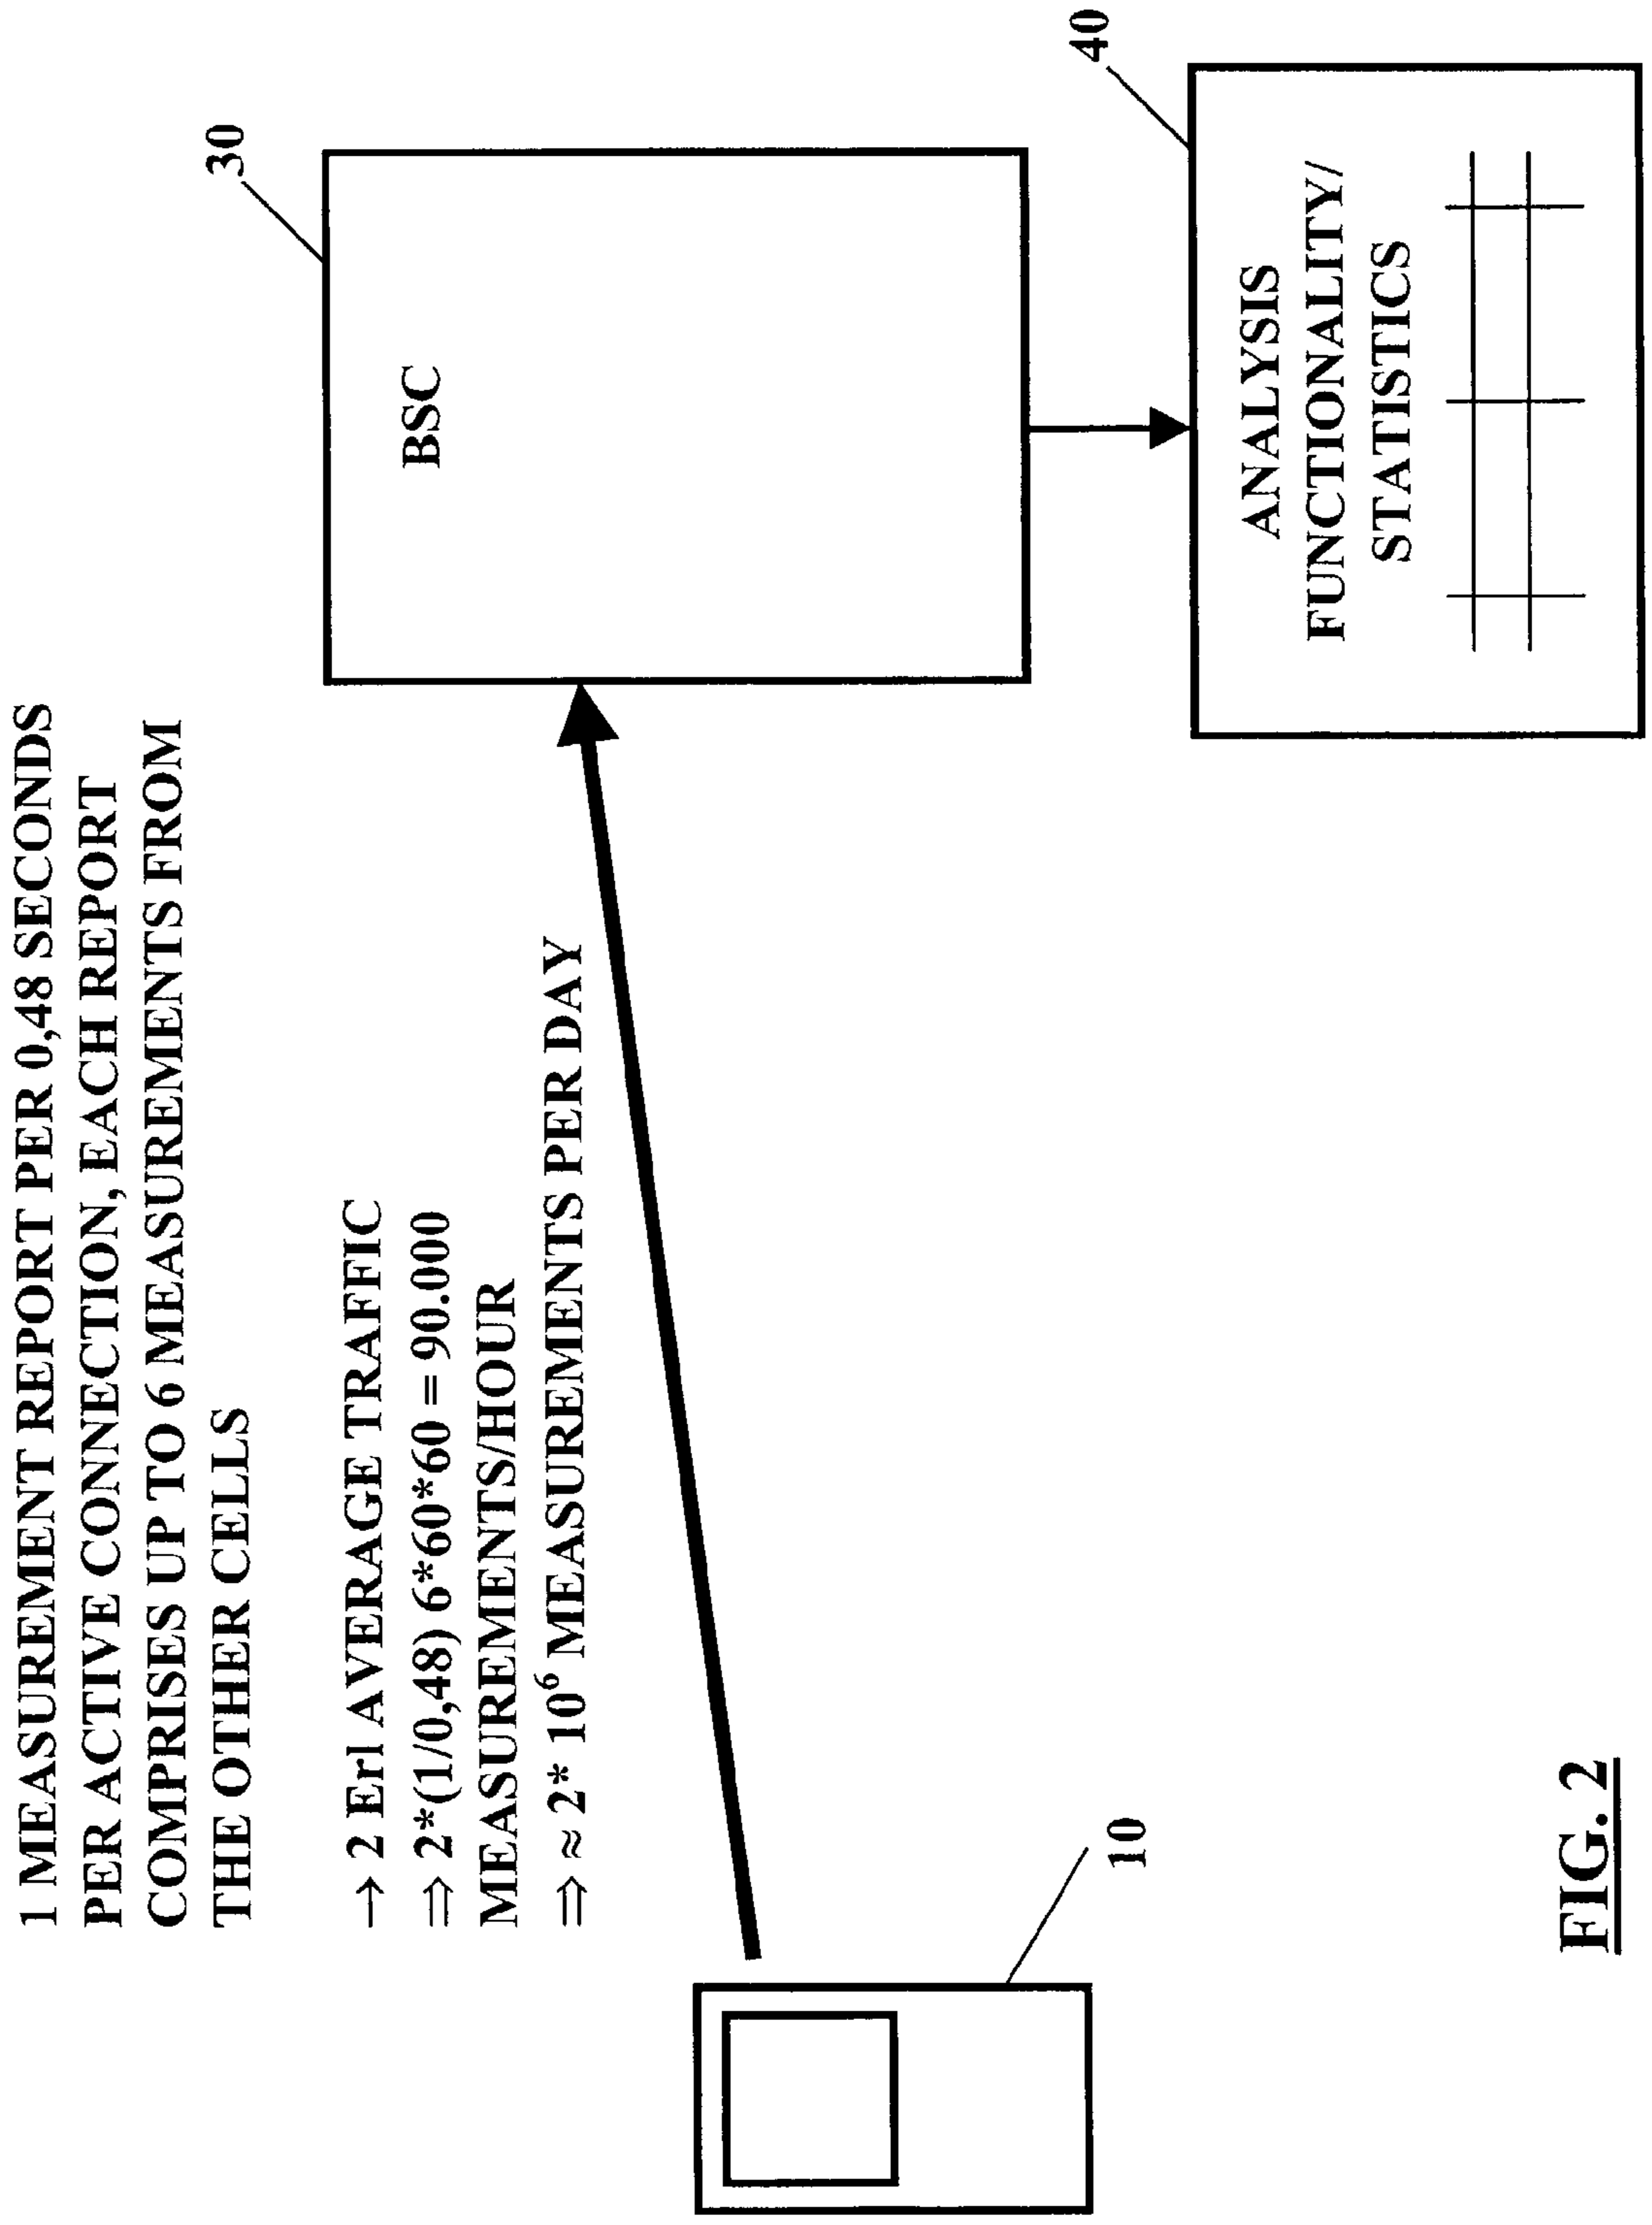 1 MEASUREMENT REPORT PER 0,48 SECONDS
PER ACTIVE CONNECTION, EACH REPORT
COMPRISES UP TO 6 MEASUREMENTS FROM
THE OTHER CELLS
→ 2 Erl AVERAGE TRAFFIC
⇒ 2*(1/0,48) 6*60*60 = 90.000
MEASUREMENTS/HOUR
⇒ ≈ 2* 10⁶ MEASUREMENTS PER DAY
30
BSC
10
40
ANALYSIS
FUNCTIONALITY/
STATISTICS
FIG. 2